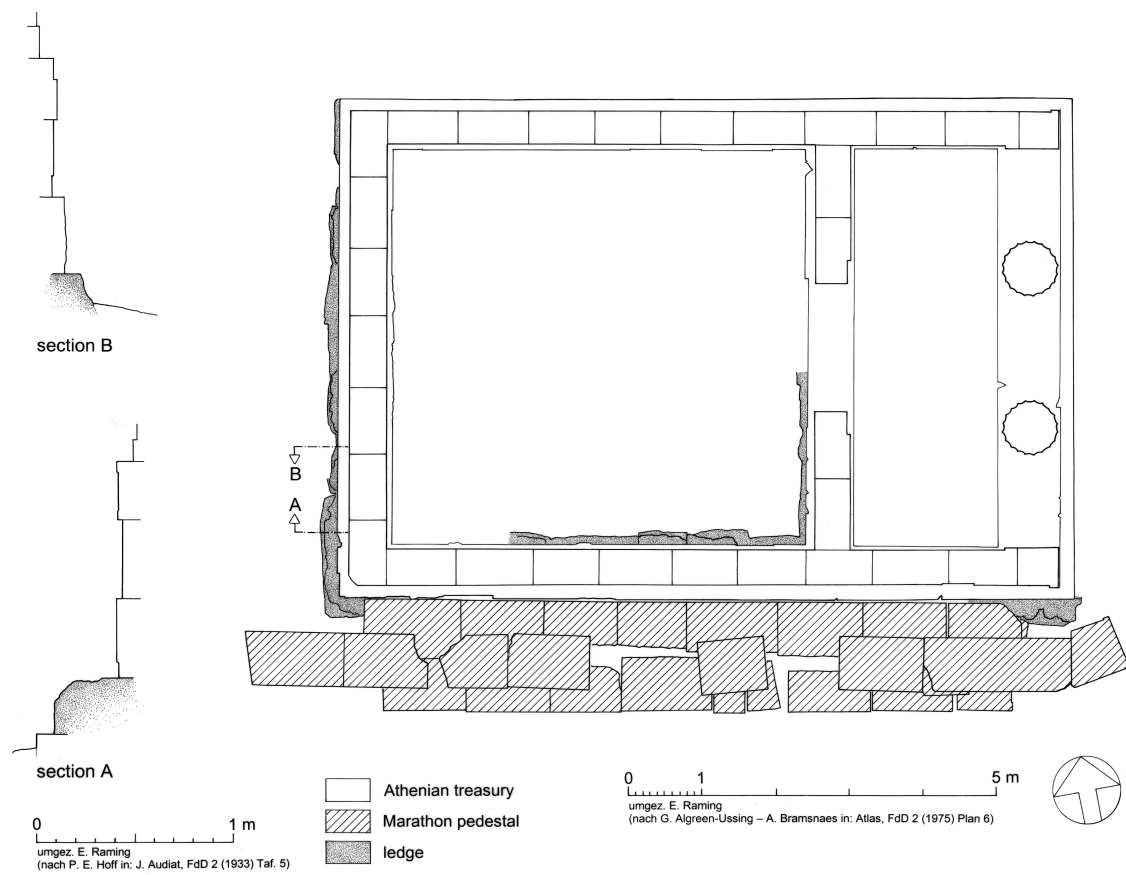 section B
B
A
section A
0 1 m
umgez. E. Raming
(nach P. E. Hoff in: J. Audiat, FdD 2 (1933) Taf. 5)
Athenian treasury
Marathon pedestal
ledge
0 1 5 m
umgez. E. Raming
(nach G. Algreen-Ussing – A. Bramsnaes in: Atlas, FdD 2 (1975) Plan 6)